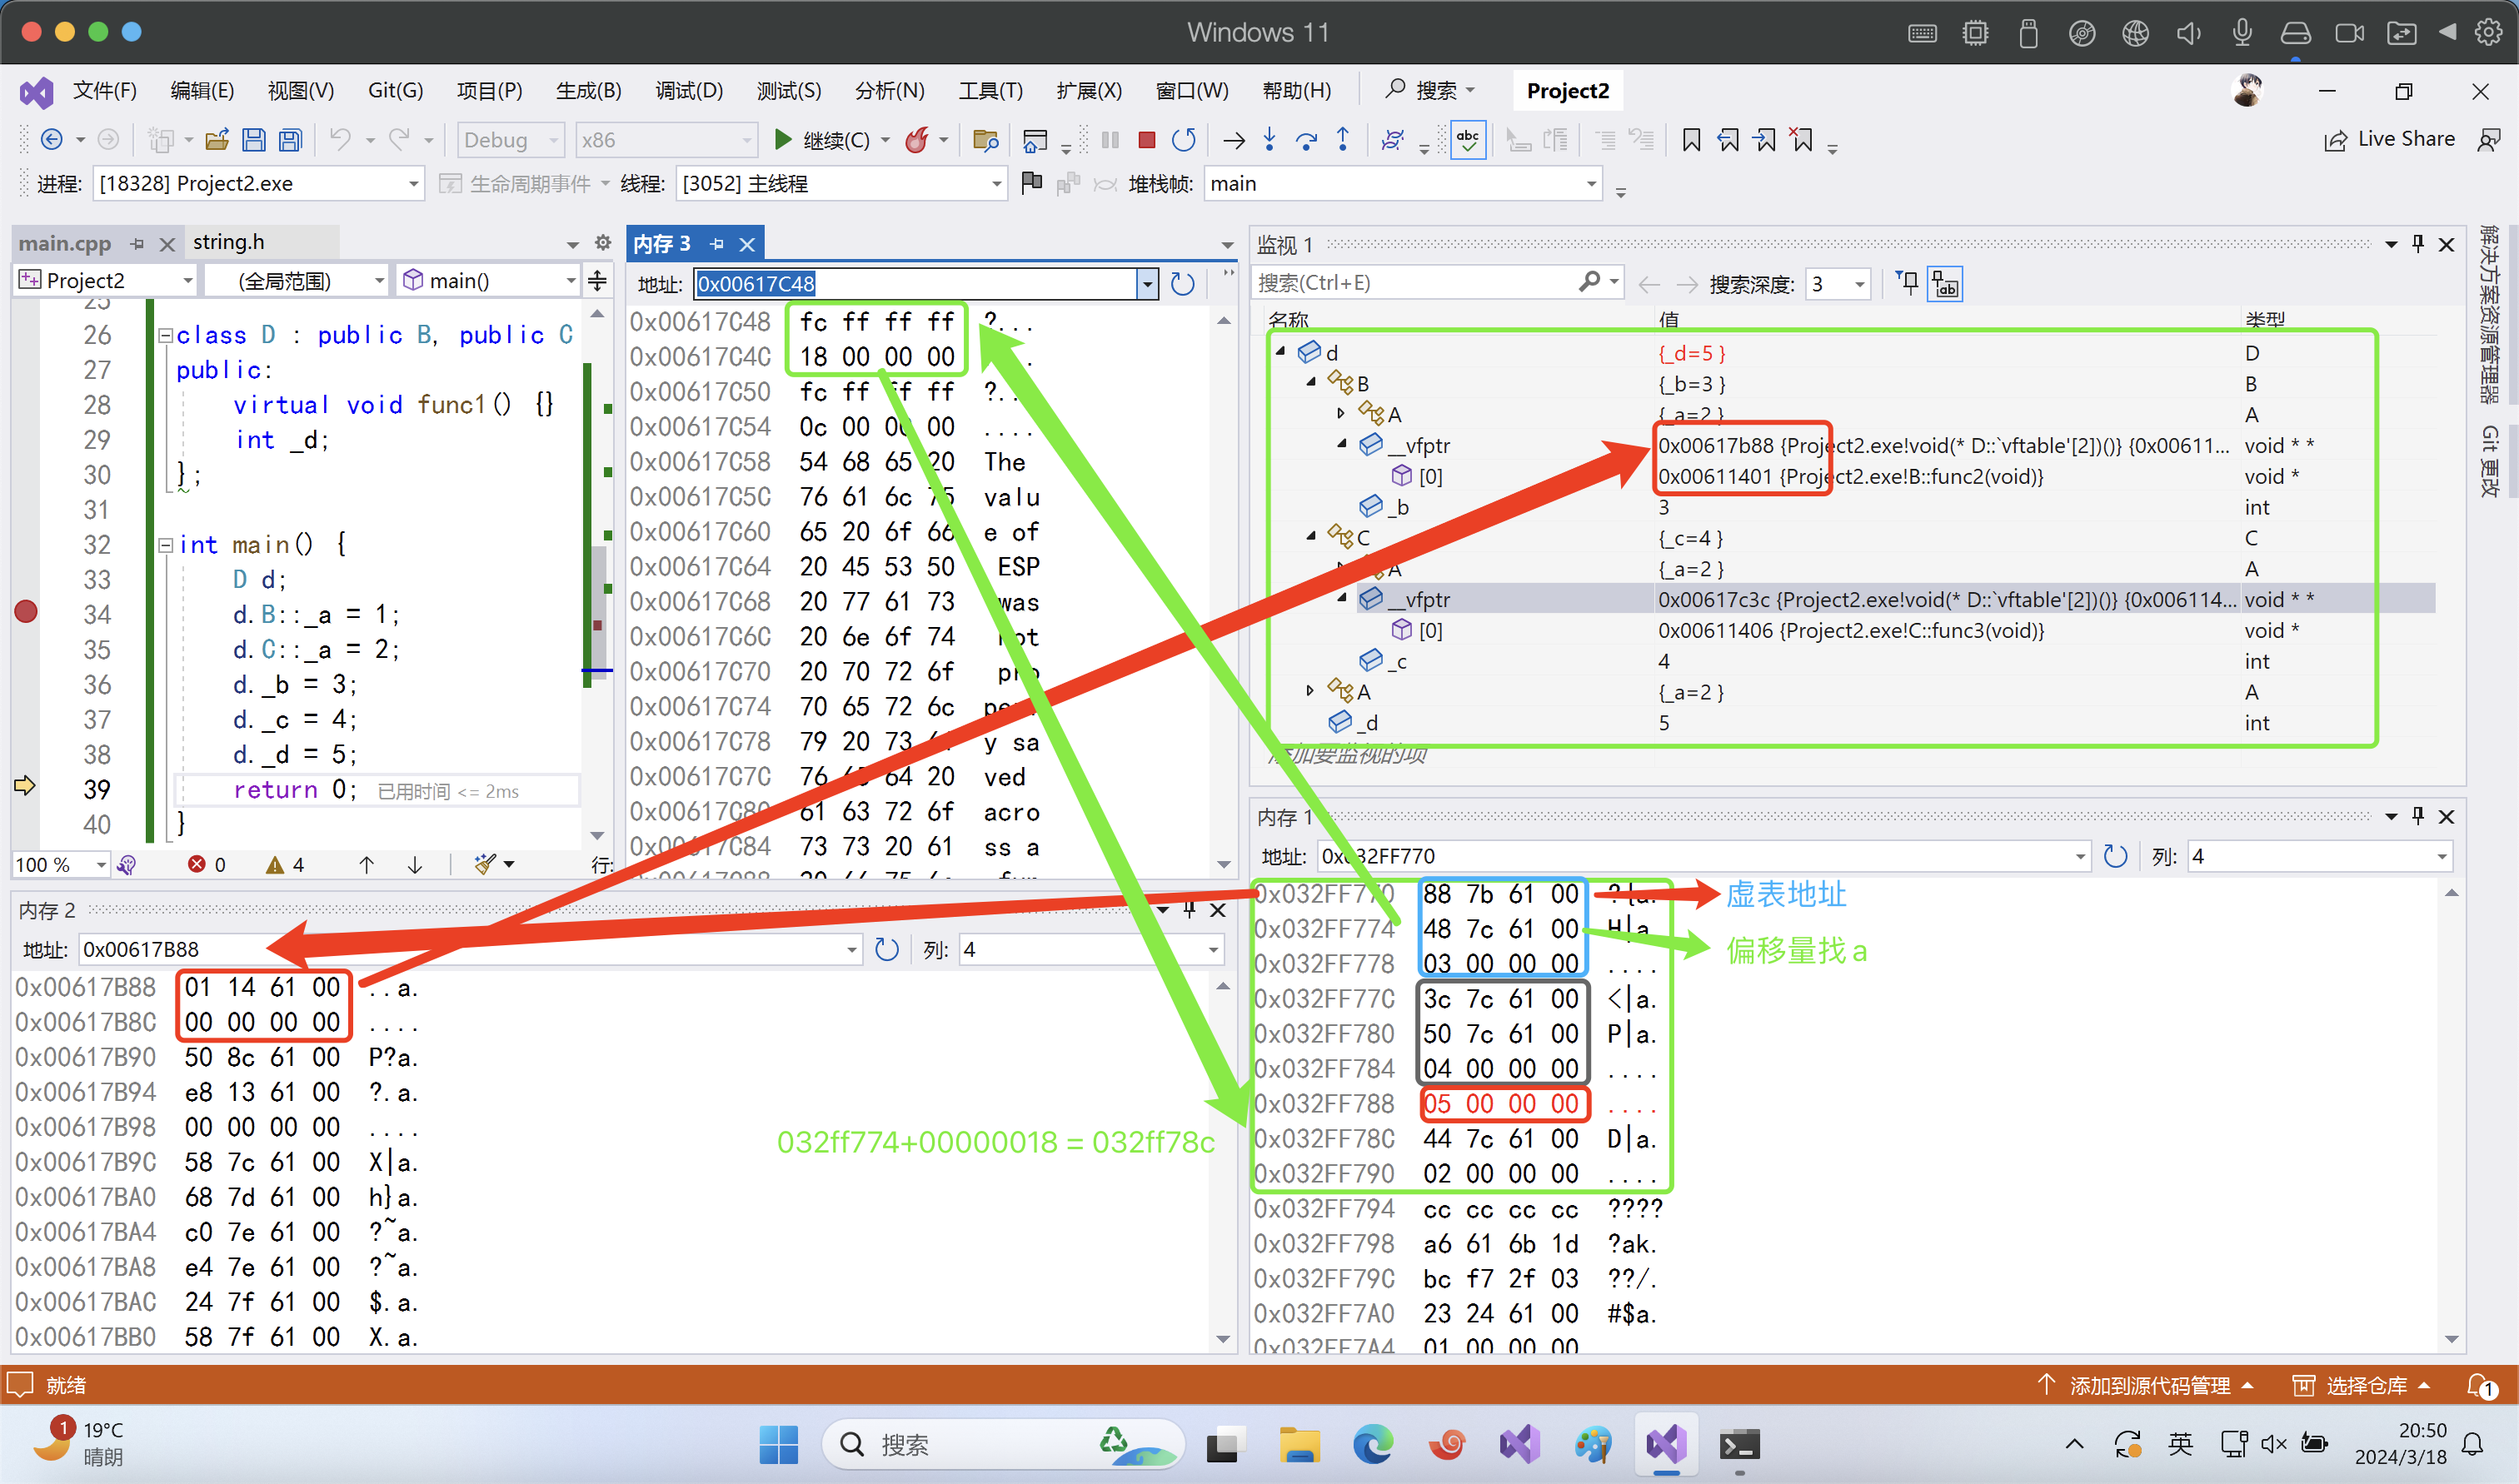 Windows 11
文件(F) 编辑(E) 视图(V) Git(G) 项目(P) 生成(B) 调试(D) 测试(S) 分析(N) 工具(T) 扩展(X) 窗口(W) 帮助(H) 搜索 Project2
Debug x86 继续(C) abc Live Share
进程: [18328] Project2.exe 生命周期事件 线程: [3052] 主线程 堆栈帧: main
main.cpp string.h
Project2 (全局范围) main()
25
26 class D : public B, public C
27 public:
28 virtual void func1() {}
29 int _d;
30 };
31
32 int main() {
33 D d;
34 d.B::_a = 1;
35 d.C::_a = 2;
36 d._b = 3;
37 d._c = 4;
38 d._d = 5;
39 return 0; 已用时间 <= 2ms
40 }
100 % 0 4 行:
内存 3
地址: 0x00617C48
0x00617C48 fc ff ff ff ?...
0x00617C4C 18 00 00 00
0x00617C50 fc ff ff ff ?...
0x00617C54 0c 00 00 00 ....
0x00617C58 54 68 65 20 The
0x00617C5C 76 61 6c 75 valu
0x00617C60 65 20 6f 66 e of
0x00617C64 20 45 53 50 ESP
0x00617C68 20 77 61 73 was
0x00617C6C 20 6e 6f 74 not
0x00617C70 20 70 72 6f pro
0x00617C74 70 65 72 6c
0x00617C78 79 20 73 61 y sa
0x00617C7C 76 65 64 20 ved
0x00617C80 61 63 72 6f acro
0x00617C84 73 73 20 61 ss a
监视 1
搜索(Ctrl+E) 搜索深度: 3
名称 值 类型
d {_d=5 } D
B {_b=3 } B
A {_a=2 } A
__vfptr 0x00617b88 {Project2.exe!void(* D::`vftable'[2])()} {0x00611... void * *
[0] 0x00611401 {Project2.exe!B::func2(void)} void *
_b 3 int
C {_c=4 } C
A {_a=2 } A
__vfptr 0x00617c3c {Project2.exe!void(* D::`vftable'[2])()} {0x006114... void * *
[0] 0x00611406 {Project2.exe!C::func3(void)} void *
_c 4 int
A {_a=2 } A
_d 5 int
添加要监视的项
解决方案资源管理器
Git 更改
内存 2
地址: 0x00617B88 列: 4
0x00617B88 01 14 61 00 ..a.
0x00617B8C 00 00 00 00 ....
0x00617B90 50 8c 61 00 P?a.
0x00617B94 e8 13 61 00 ?.a.
0x00617B98 00 00 00 00 ....
0x00617B9C 58 7c 61 00 X|a.
0x00617BA0 68 7d 61 00 h}a.
0x00617BA4 c0 7e 61 00 ?~a.
0x00617BA8 e4 7e 61 00 ?~a.
0x00617BAC 24 7f 61 00 $.a.
0x00617BB0 58 7f 61 00 X.a.
032ff774+00000018 = 032ff78c
内存 1
地址: 0x032FF770 列: 4
0x032FF770 88 7b 61 00 ?{a. 虚表地址
0x032FF774 48 7c 61 00 H|a. 偏移量找 a
0x032FF778 03 00 00 00 ....
0x032FF77C 3c 7c 61 00 <|a.
0x032FF780 50 7c 61 00 P|a.
0x032FF784 04 00 00 00 ....
0x032FF788 05 00 00 00 ....
0x032FF78C 44 7c 61 00 D|a.
0x032FF790 02 00 00 00 ....
0x032FF794 cc cc cc cc ????
0x032FF798 a6 61 6b 1d ?ak.
0x032FF79C bc f7 2f 03 ??/.
0x032FF7A0 23 24 61 00 #$a.
0x032FF7A4 01 00 00 00
就绪 添加到源代码管理 选择仓库 1
1 19°C
晴朗
搜索
英
20:50
2024/3/18